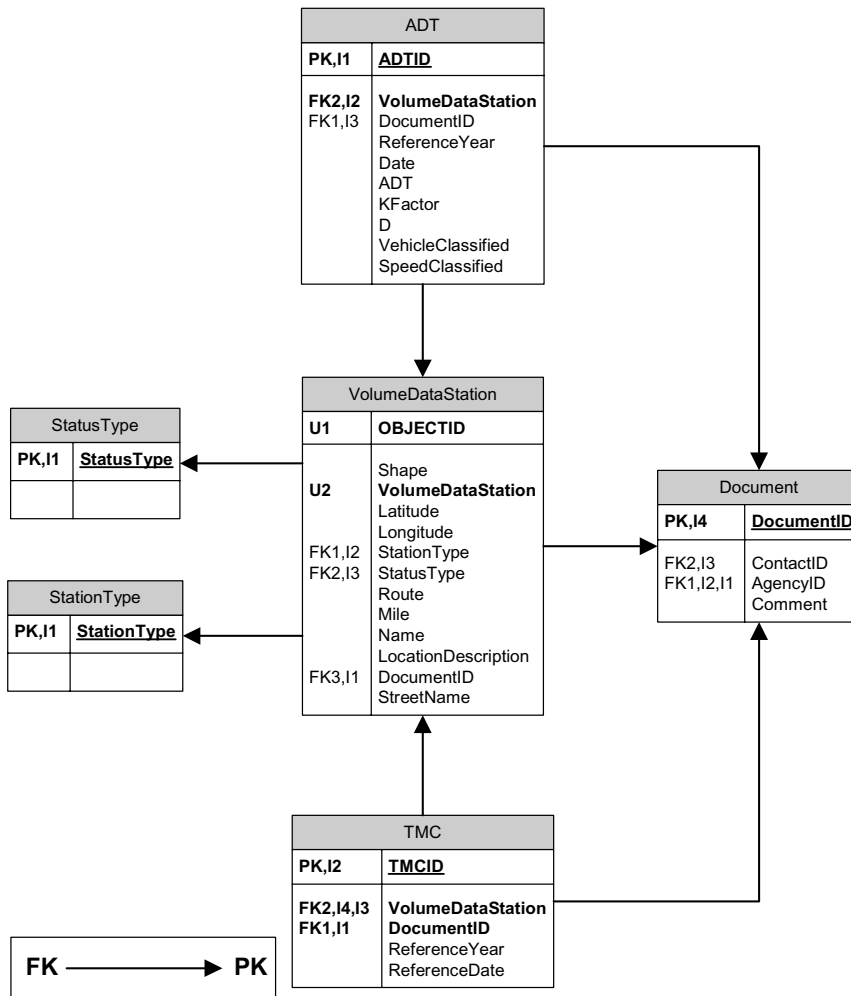 ADT
PK,I1 ADTID
FK2,I2 VolumeDataStation
FK1,I3 DocumentID
ReferenceYear
Date
ADT
KFactor
D
VehicleClassified
SpeedClassified
VolumeDataStation
U1 OBJECTID
Shape
U2 VolumeDataStation
Latitude
Longitude
FK1,I2 StationType
FK2,I3 StatusType
Route
Mile
Name
LocationDescription
FK3,I1 DocumentID
StreetName
StatusType
PK,I1 StatusType
StationType
PK,I1 StationType
Document
PK,I4 DocumentID
FK2,I3 ContactID
FK1,I2,I1 AgencyID
Comment
TMC
PK,I2 TMCID
FK2,I4,I3 VolumeDataStation
FK1,I1 DocumentID
ReferenceYear
ReferenceDate
FK PK